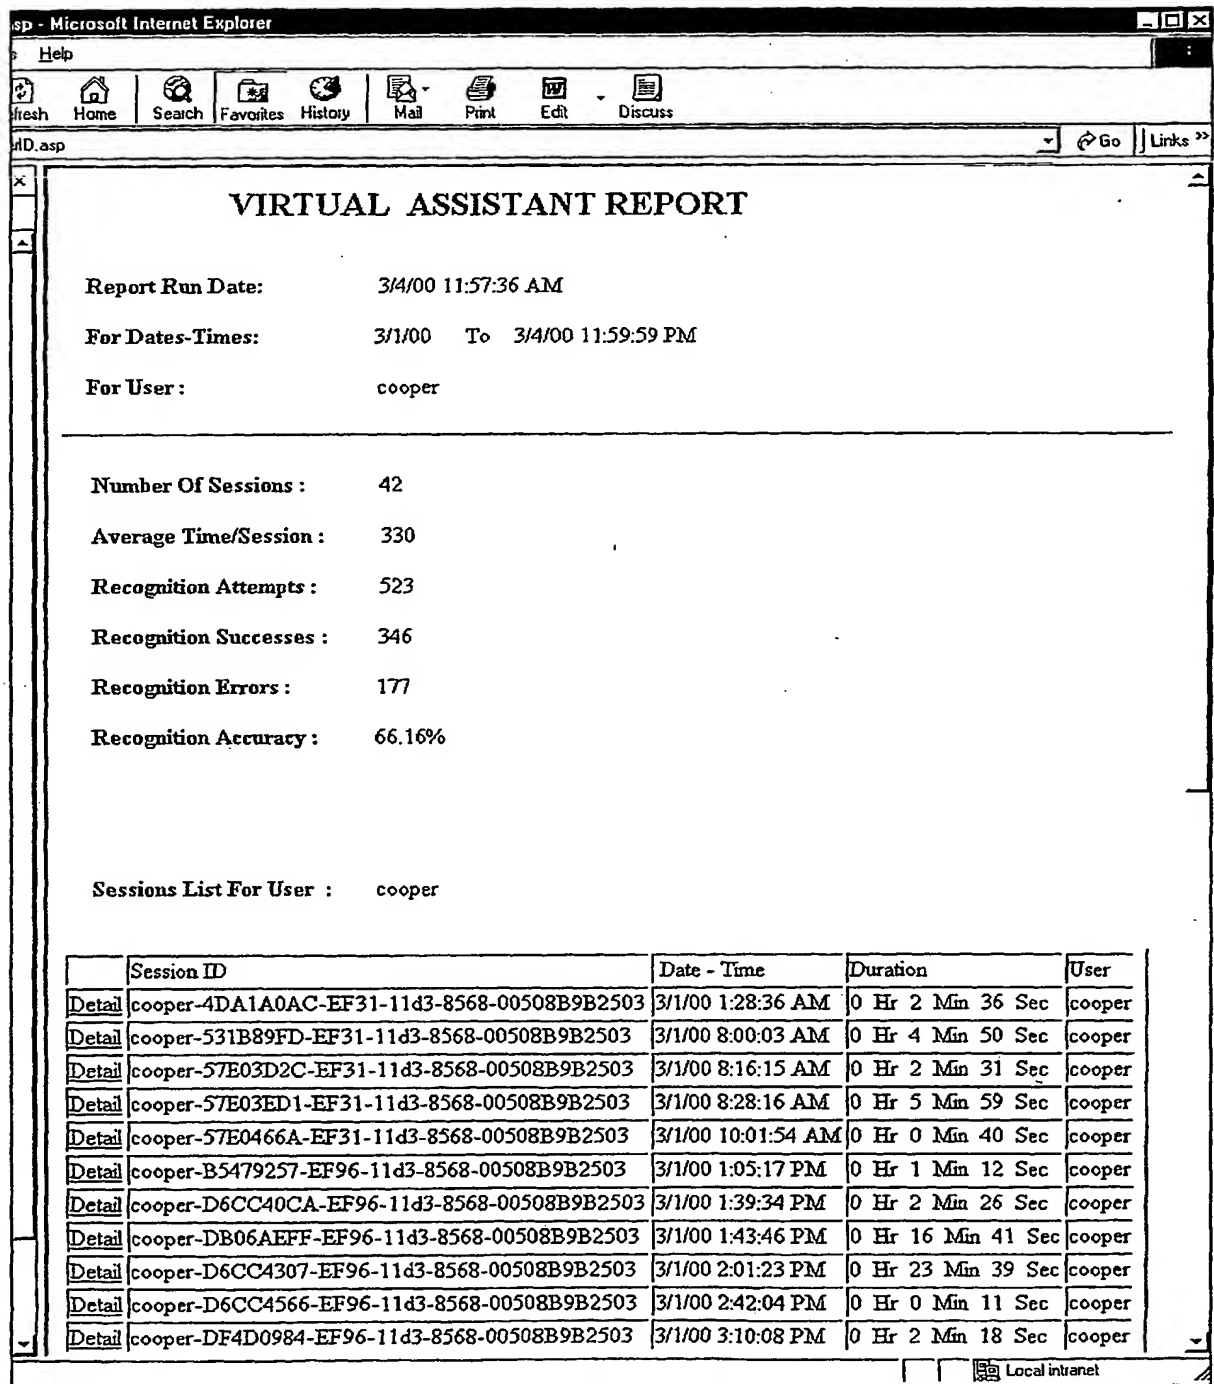 sp - Microsoft Internet Explorer
Help
Home Search Favorites History Mail Print Edit Discuss
Go Links »
VIRTUAL ASSISTANT REPORT
Report Run Date: 3/4/00 11:57:36 AM
For Dates-Times: 3/1/00 To 3/4/00 11:59:59 PM
For User : cooper
Number Of Sessions : 42
Average Time/Session : 330
Recognition Attempts : 523
Recognition Successes : 346
Recognition Errors : 177
Recognition Accuracy : 66.16%
Sessions List For User : cooper
Session ID Date - Time Duration User
Detail cooper-4DA1A0AC-EF31-11d3-8568-00508B9B2503 3/1/00 1:28:36 AM 0 Hr 2 Min 36 Sec cooper
Detail cooper-531B89FD-EF31-11d3-8568-00508B9B2503 3/1/00 8:00:03 AM 0 Hr 4 Min 50 Sec cooper
Detail cooper-57E03D2C-EF31-11d3-8568-00508B9B2503 3/1/00 8:16:15 AM 0 Hr 2 Min 31 Sec cooper
Detail cooper-57E03ED1-EF31-11d3-8568-00508B9B2503 3/1/00 8:28:16 AM 0 Hr 5 Min 59 Sec cooper
Detail cooper-57E0466A-EF31-11d3-8568-00508B9B2503 3/1/00 10:01:54 AM 0 Hr 0 Min 40 Sec cooper
Detail cooper-B5479257-EF96-11d3-8568-00508B9B2503 3/1/00 1:05:17 PM 0 Hr 1 Min 12 Sec cooper
Detail cooper-D6CC40CA-EF96-11d3-8568-00508B9B2503 3/1/00 1:39:34 PM 0 Hr 2 Min 26 Sec cooper
Detail cooper-DB06AEFF-EF96-11d3-8568-00508B9B2503 3/1/00 1:43:46 PM 0 Hr 16 Min 41 Sec cooper
Detail cooper-D6CC4307-EF96-11d3-8568-00508B9B2503 3/1/00 2:01:23 PM 0 Hr 23 Min 39 Sec cooper
Detail cooper-D6CC4566-EF96-11d3-8568-00508B9B2503 3/1/00 2:42:04 PM 0 Hr 0 Min 11 Sec cooper
Detail cooper-DF4D0984-EF96-11d3-8568-00508B9B2503 3/1/00 3:10:08 PM 0 Hr 2 Min 18 Sec cooper
Local intranet